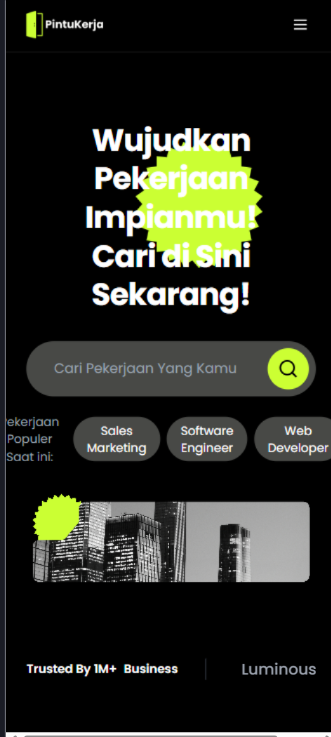 PintuKerja
Wujudkan
Pekerjaan
Impianmu!
Cari di Sini
Sekarang!
Cari Pekerjaan Yang Kamu
ekerjaan
Populer
Saat ini:
Sales
Marketing
Software
Engineer
Web
Developer
Trusted By 1M+ Business
Luminous